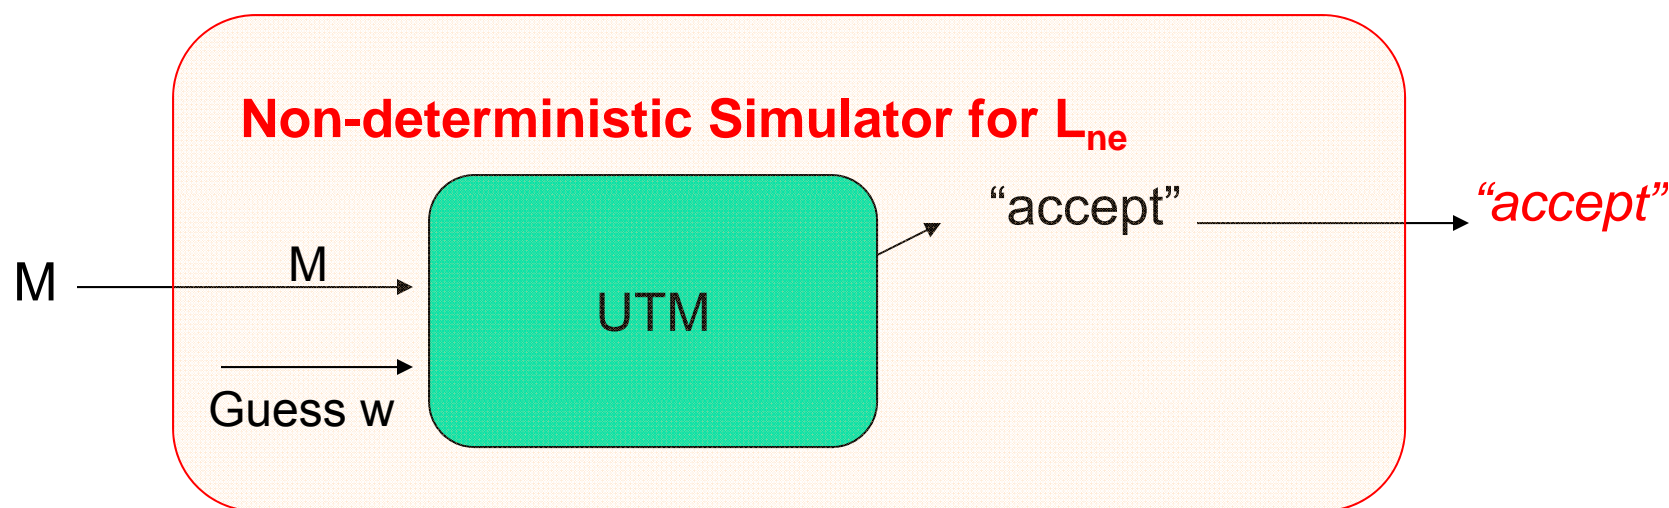 Non-deterministic Simulator for Lne
“accept”
“accept”
M
M
UTM
Guess w